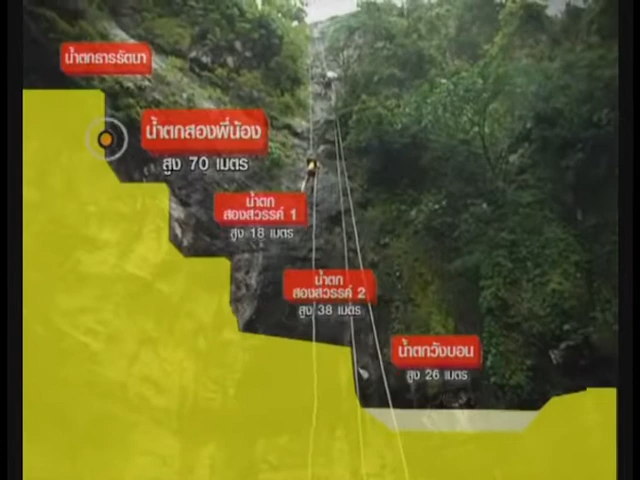 น้ำตกธารรัตนา
น้ำตกสองพี่น้อง
สูง 70 เมตร
น้ำตก
สองสวรรค์ 1
สูง 18 เมตร
น้ำตก
สองสวรรค์ 2
สูง 38 เมตร
น้ำตกวังบอน
สูง 26 เมตร